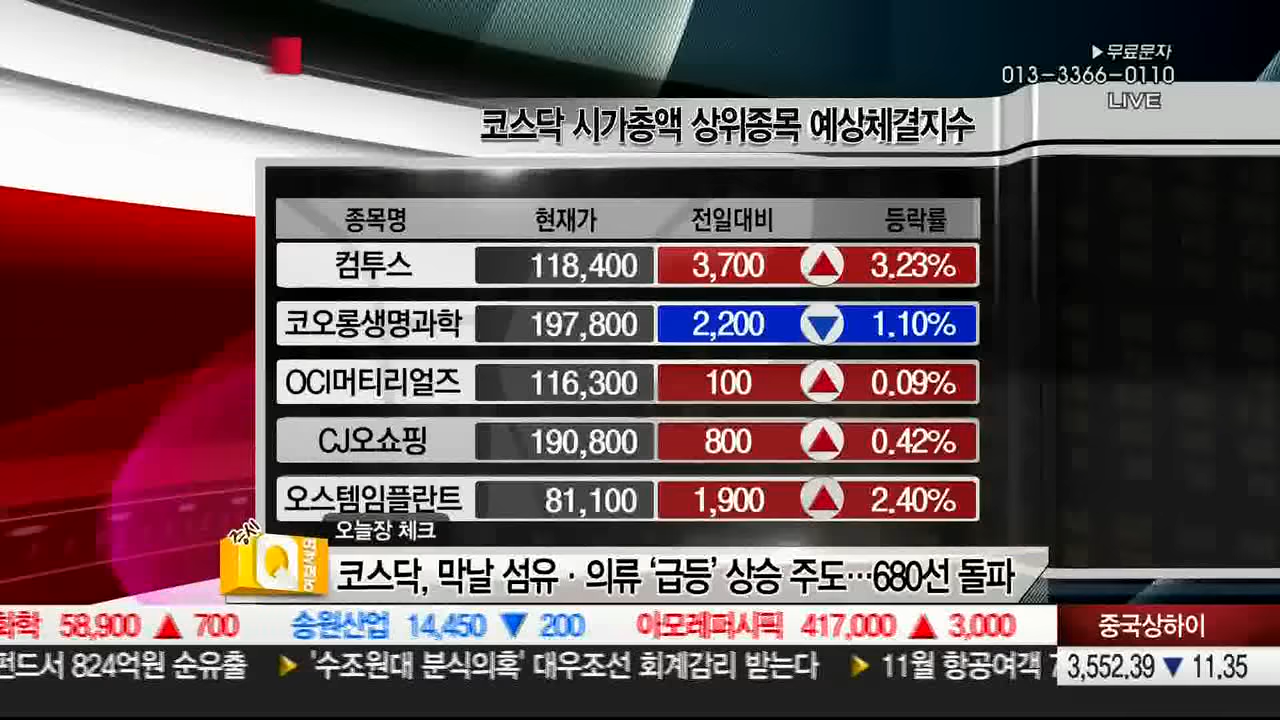 ▶무료문자
013-3366-0110
LIVE
코스닥 시가총액 상위종목 예상체결지수
종목명 현재가 전일대비 등락률
컴투스 118,400 3,700 ▲ 3.23%
코오롱생명과학 197,800 2,200 ▼ 1.10%
OCI머티리얼즈 116,300 100 ▲ 0.09%
CJ오쇼핑 190,800 800 ▲ 0.42%
오스템임플란트 81,100 1,900 ▲ 2.40%
오늘장 체크
증시 IQ
코스닥, 막날 섬유·의류 '급등' 상승 주도…680선 돌파
화학 58,900 ▲ 700 송원산업 14,450 ▼ 200 아모레퍼시픽 417,000 ▲ 3,000 중국상하이
펀드서 824억원 순유출 ▶ '수조원대 분식의혹' 대우조선 회계감리 받는다 ▶ 11월 항공여객 3,552.39 ▼ 11.35